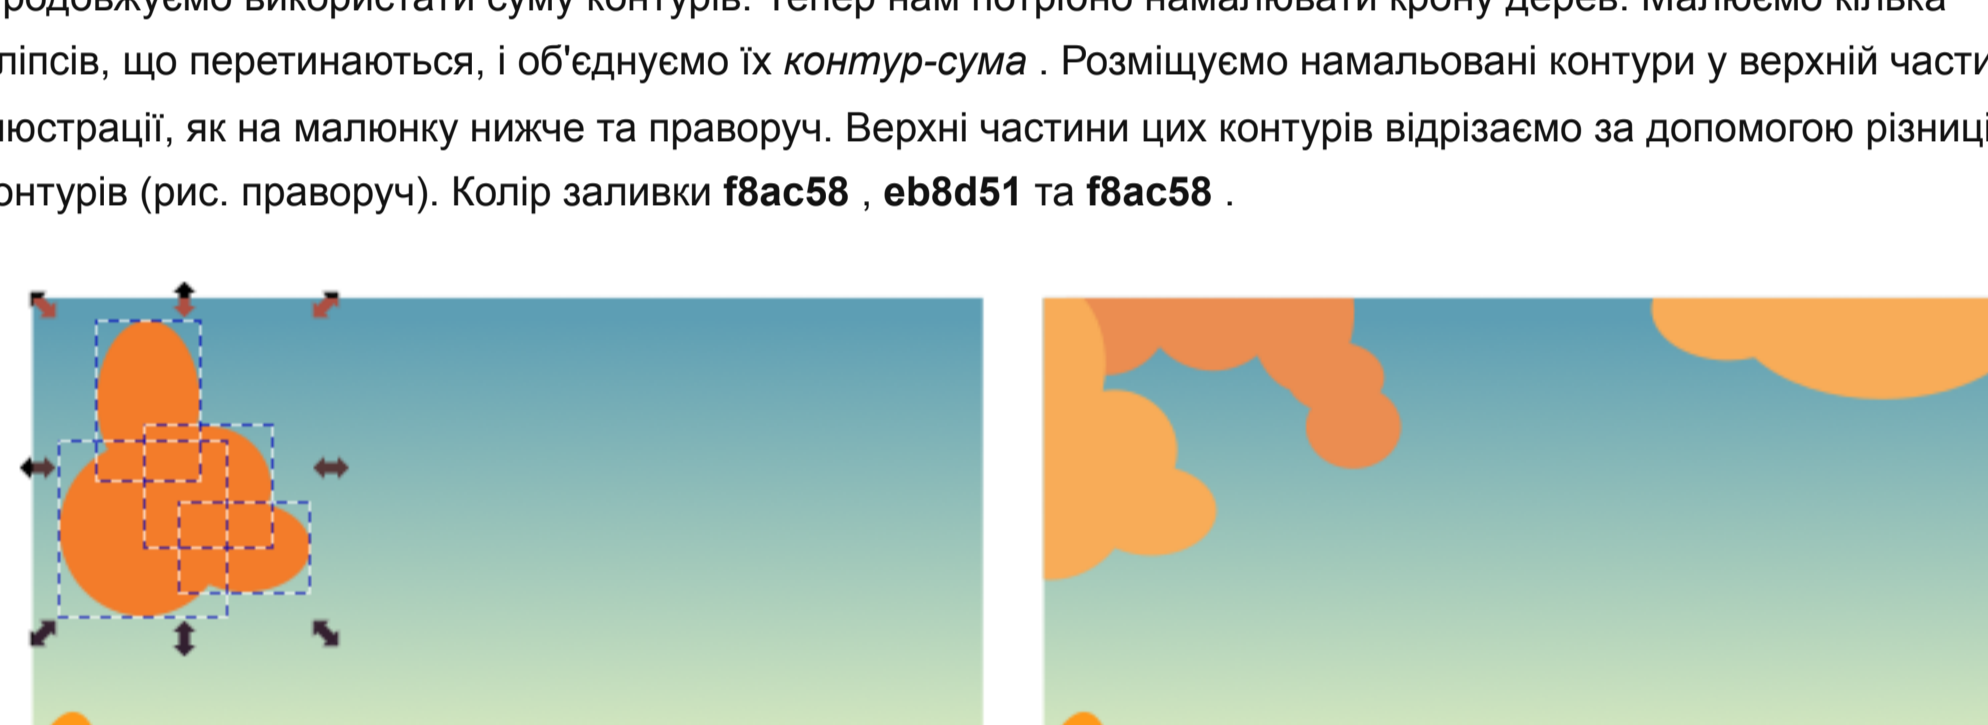 родовжуємо використати суму контурів. Тепер нам потрібно намалювати крону дерев. Малюємо кілька
ліпсів, що перетинаються, і об'єднуємо їх контур-сума . Розміщуємо намальовані контури у верхній части
люстрації, як на малюнку нижче та праворуч. Верхні частини цих контурів відрізаємо за допомогою різниці
онтурів (рис. праворуч). Колір заливки f8ac58 , eb8d51 та f8ac58 .